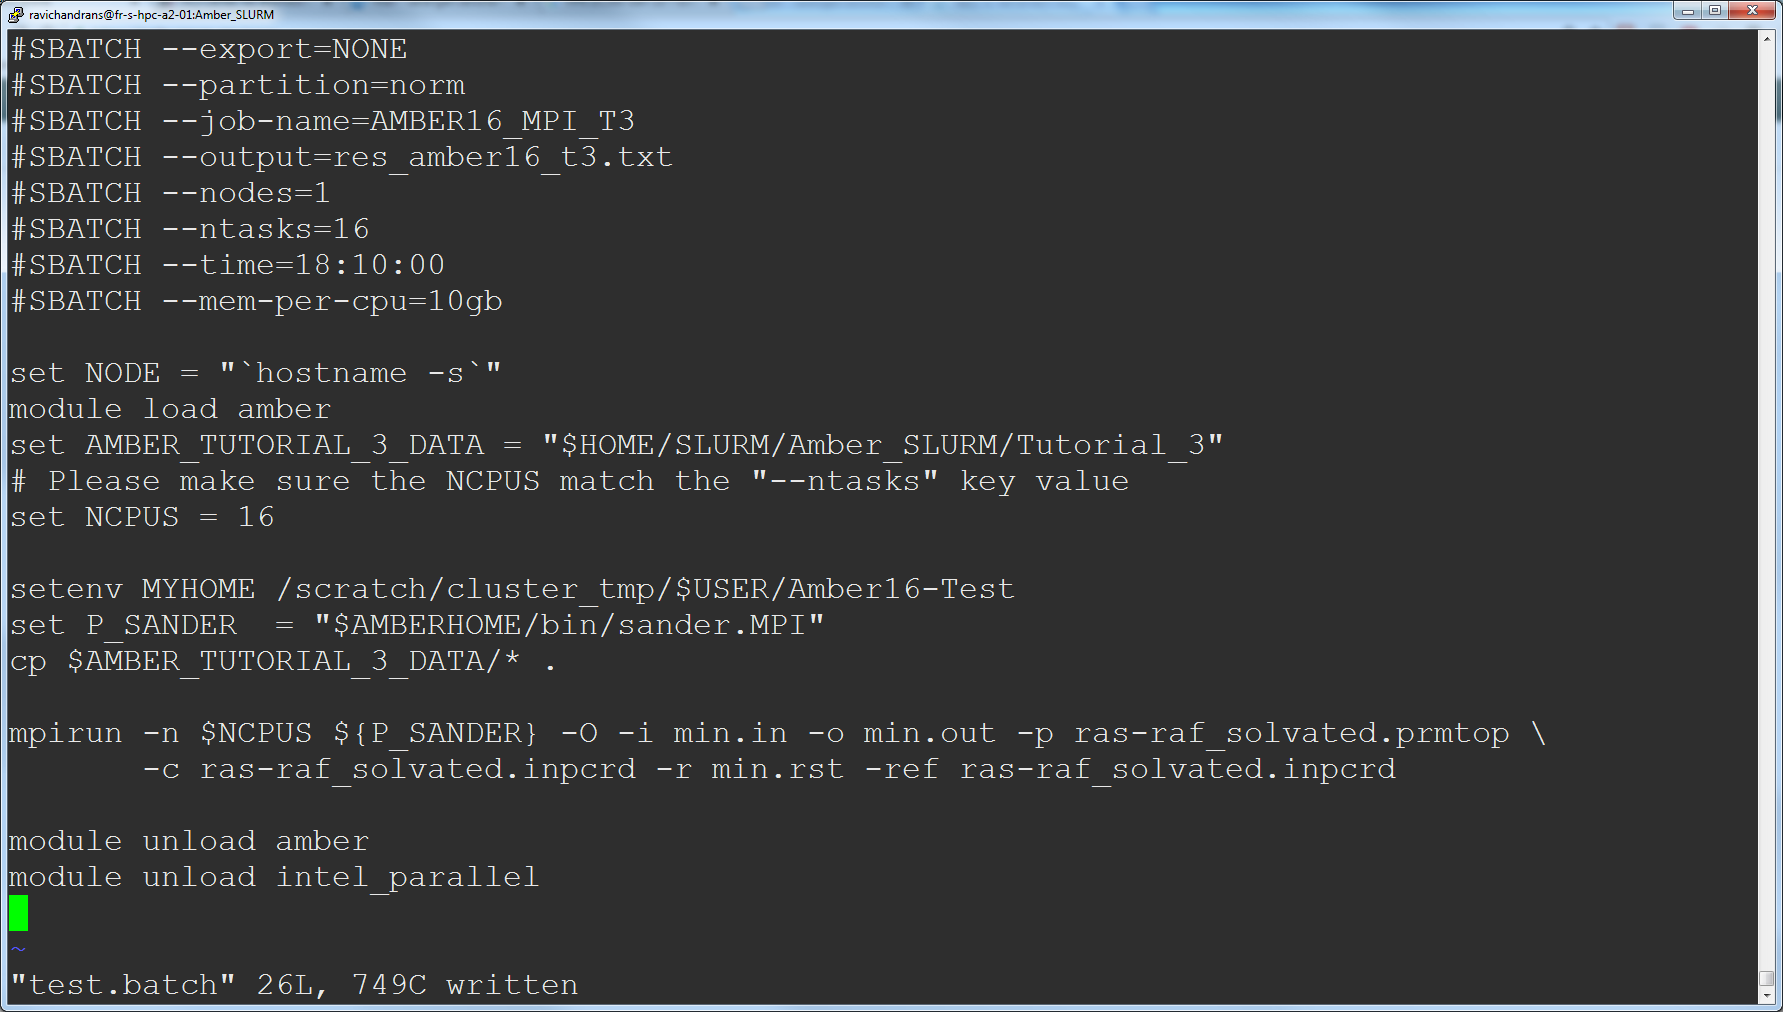 ravichandrans@fr-s-hpc-a2-01:Amber_SLURM
#SBATCH --export=NONE
#SBATCH --partition=norm
#SBATCH --job-name=AMBER16_MPI_T3
#SBATCH --output=res_amber16_t3.txt
#SBATCH --nodes=1
#SBATCH --ntasks=16
#SBATCH --time=18:10:00
#SBATCH --mem-per-cpu=10gb
set NODE = "`hostname -s`"
module load amber
set AMBER_TUTORIAL_3_DATA = "$HOME/SLURM/Amber_SLURM/Tutorial_3"
# Please make sure the NCPUS match the "--ntasks" key value
set NCPUS = 16
setenv MYHOME /scratch/cluster_tmp/$USER/Amber16-Test
set P_SANDER  = "$AMBERHOME/bin/sander.MPI"
cp $AMBER_TUTORIAL_3_DATA/* .
mpirun -n $NCPUS ${P_SANDER} -O -i min.in -o min.out -p ras-raf_solvated.prmtop \
       -c ras-raf_solvated.inpcrd -r min.rst -ref ras-raf_solvated.inpcrd
module unload amber
module unload intel_parallel
~
"test.batch" 26L, 749C written